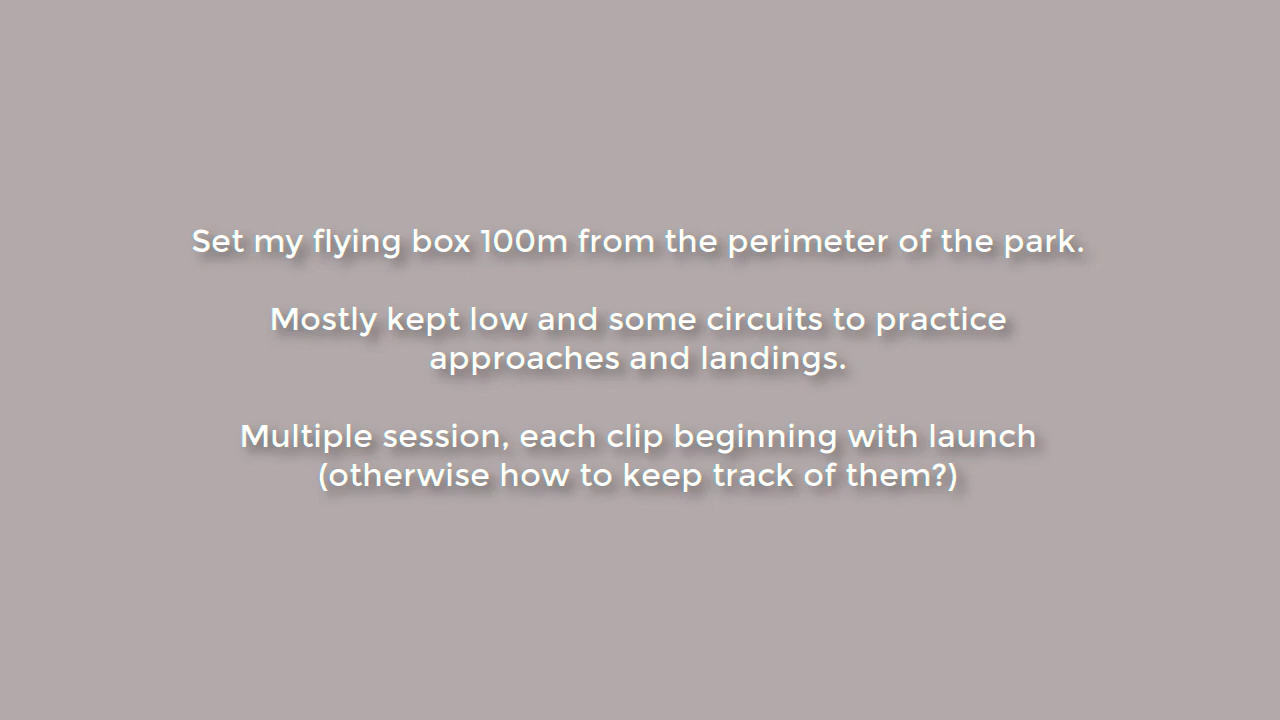 Set my flying box 100m from the perimeter of the park.
Mostly kept low and some circuits to practice
approaches and landings.
Multiple session, each clip beginning with launch
(otherwise how to keep track of them?)